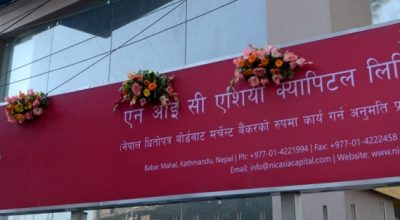 एन आई सी एशिया क्यापिटल लि
(नेपाल धितोपत्र बोर्डबाट मर्चेण्ट बैंकरको रुपमा कार्य गर्न अनुमति प्र
Babar Mahal, Kathmandu, Nepal | Ph: +977-01-4221994 | Fax: +977-01-4222458
Email: info@nicasiacapital.com | Website: www.ni